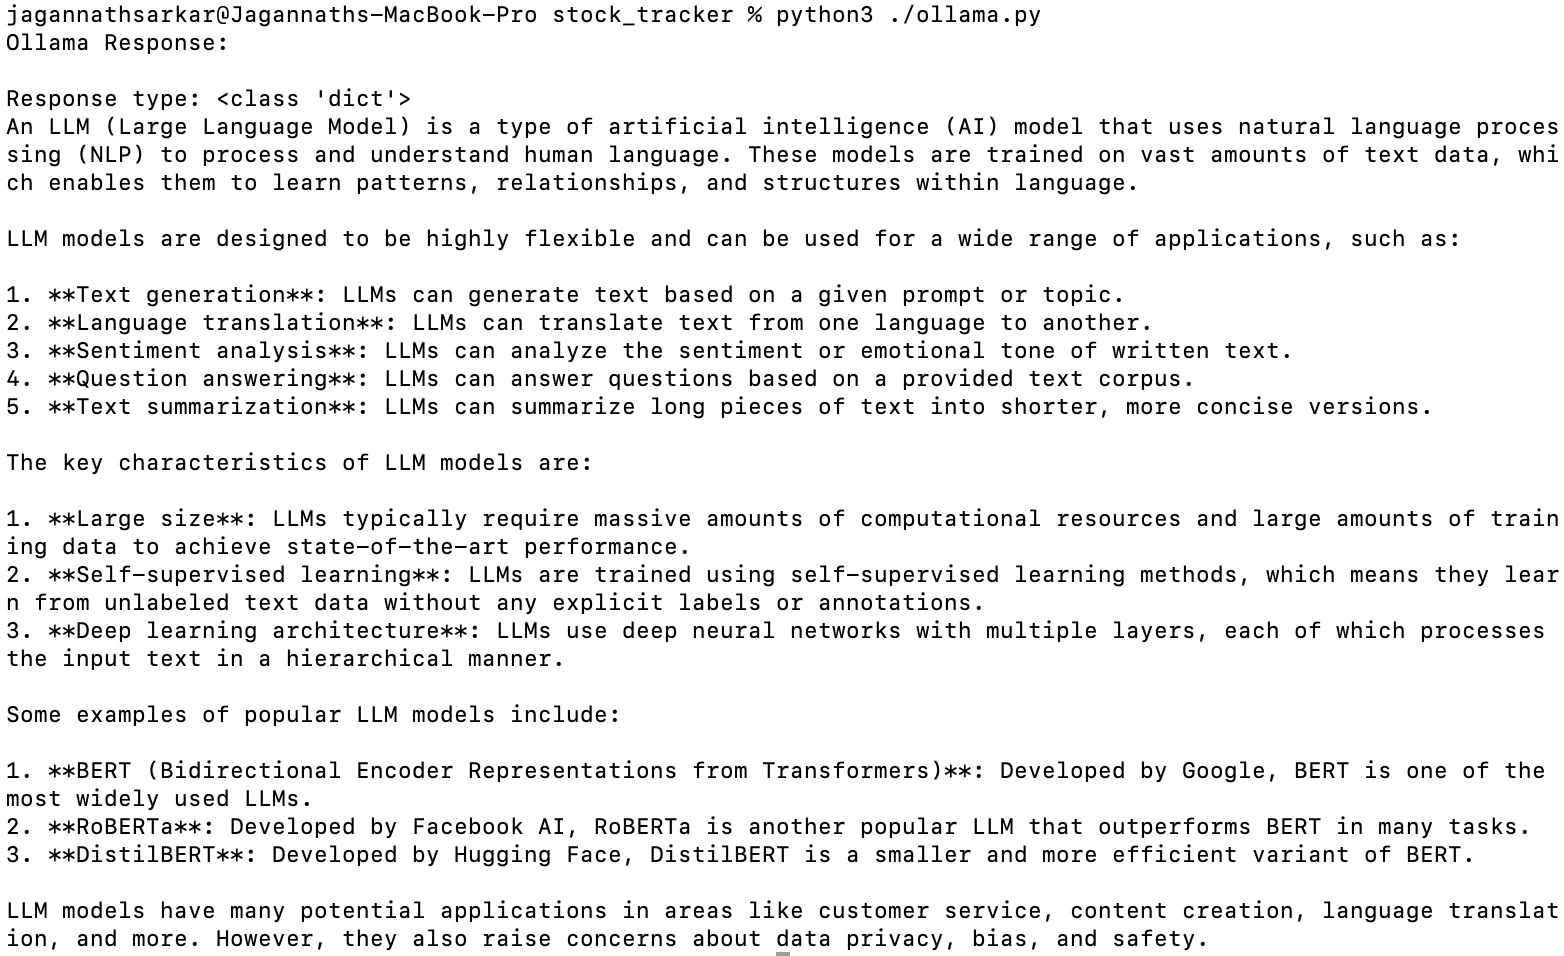 jagannathsarkar@Jagannaths-MacBook-Pro stock_tracker % python3 ./ollama.py
Ollama Response:

Response type: <class 'dict'>
An LLM (Large Language Model) is a type of artificial intelligence (AI) model that uses natural language proces
sing (NLP) to process and understand human language. These models are trained on vast amounts of text data, whi
ch enables them to learn patterns, relationships, and structures within language.

LLM models are designed to be highly flexible and can be used for a wide range of applications, such as:

1. **Text generation**: LLMs can generate text based on a given prompt or topic.
2. **Language translation**: LLMs can translate text from one language to another.
3. **Sentiment analysis**: LLMs can analyze the sentiment or emotional tone of written text.
4. **Question answering**: LLMs can answer questions based on a provided text corpus.
5. **Text summarization**: LLMs can summarize long pieces of text into shorter, more concise versions.

The key characteristics of LLM models are:

1. **Large size**: LLMs typically require massive amounts of computational resources and large amounts of train
ing data to achieve state-of-the-art performance.
2. **Self-supervised learning**: LLMs are trained using self-supervised learning methods, which means they lear
n from unlabeled text data without any explicit labels or annotations.
3. **Deep learning architecture**: LLMs use deep neural networks with multiple layers, each of which processes
the input text in a hierarchical manner.

Some examples of popular LLM models include:

1. **BERT (Bidirectional Encoder Representations from Transformers)**: Developed by Google, BERT is one of the
most widely used LLMs.
2. **RoBERTa**: Developed by Facebook AI, RoBERTa is another popular LLM that outperforms BERT in many tasks.
3. **DistilBERT**: Developed by Hugging Face, DistilBERT is a smaller and more efficient variant of BERT.

LLM models have many potential applications in areas like customer service, content creation, language translat
ion, and more. However, they also raise concerns about data privacy, bias, and safety.